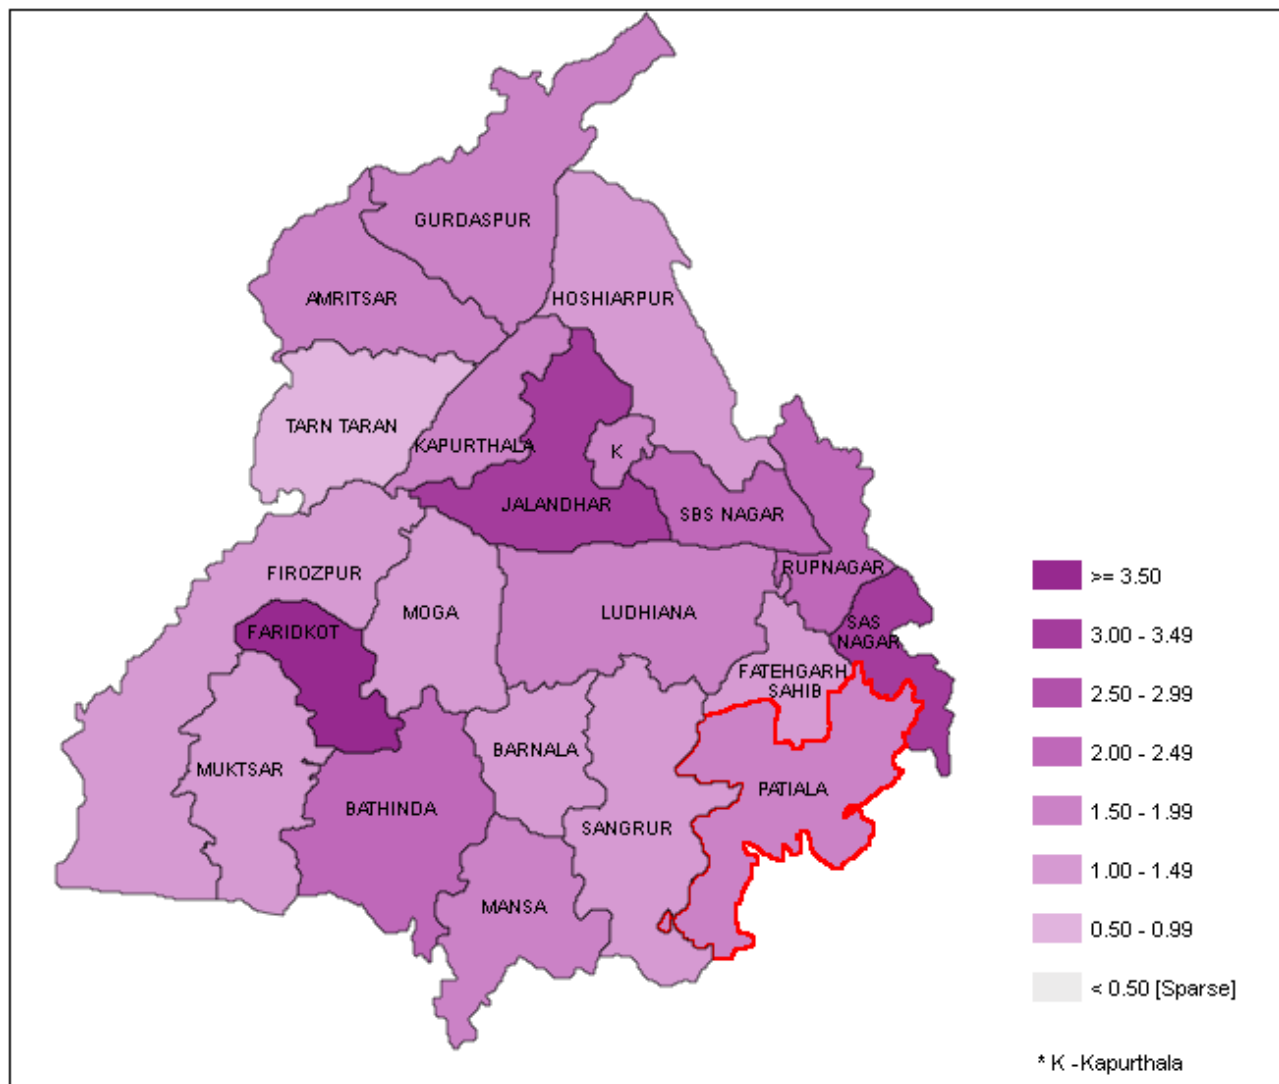 GURDASPUR
AMRITSAR
HOSHIARPUR
TARN TARAN
KAPURTHALA
K
JALANDHAR
SBS NAGAR
FIROZPUR
RUPNAGAR
MOGA
LUDHIANA
FARIDKOT
SAS
NAGAR
FATEHGARH
SAHIB
BARNALA
MUKTSAR
PATIALA
BATHINDA
SANGRUR
MANSA
>= 3.50
3.00 - 3.49
2.50 - 2.99
2.00 - 2.49
1.50 - 1.99
1.00 - 1.49
0.50 - 0.99
< 0.50 [Sparse]
* K -Kapurthala